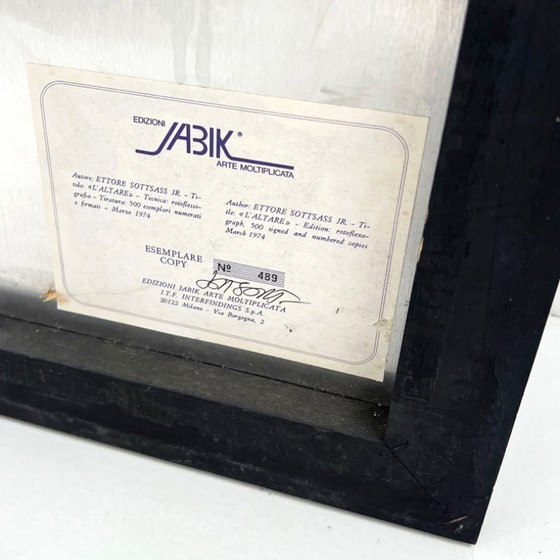 EDIZIONI
JABIK®
ARTE MOLTIPLICATA
Autore: ETTORE SOTTSASS JR. - Ti-
tolo: «L'ALTARE» - Tecnica: rotoflesso-
grafia - Tiratura: 500 esemplari numerati
e firmati - Marzo 1974
Author: ETTORE SOTTSASS JR. - Ti-
tle: «L'ALTARE» - Edition: rotoflexo-
graph, 500 signed and numbered copies
March 1974
ESEMPLARE
COPY
Nº 489
EDIZIONI JABIK ARTE MOLTIPLICATA
I.T.F. INTERFINDINGS S.p.A.
20122 Milano - Via Borgogna, 2